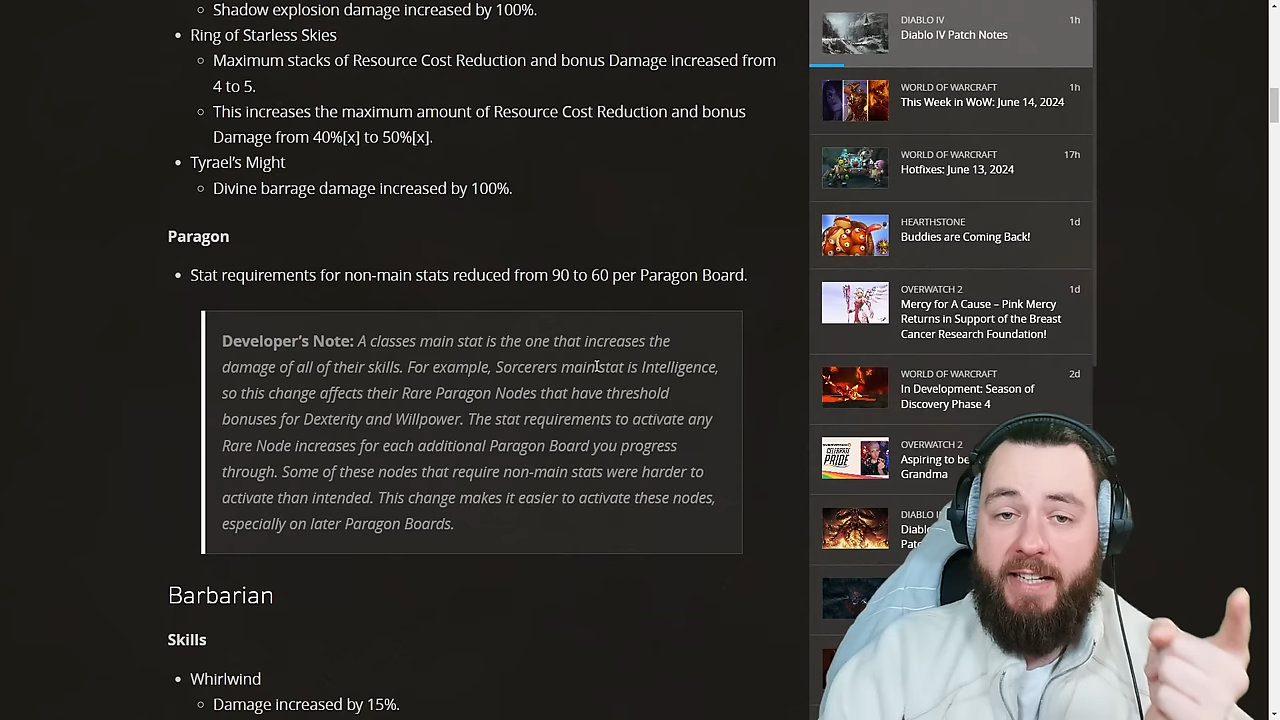 Shadow explosion damage increased by 100%.
Ring of Starless Skies
Maximum stacks of Resource Cost Reduction and bonus Damage increased from
4 to 5.
This increases the maximum amount of Resource Cost Reduction and bonus
Damage from 40%[x] to 50%[x].
Tyrael's Might
Divine barrage damage increased by 100%.
Paragon
Stat requirements for non-main stats reduced from 90 to 60 per Paragon Board.
Developer's Note: A classes main stat is the one that increases the
damage of all of their skills. For example, Sorcerers main stat is Intelligence,
so this change affects their Rare Paragon Nodes that have threshold
bonuses for Dexterity and Willpower. The stat requirements to activate any
Rare Node increases for each additional Paragon Board you progress
through. Some of these nodes that require non-main stats were harder to
activate than intended. This change makes it easier to activate these nodes,
especially on later Paragon Boards.
Barbarian
Skills
Whirlwind
Damage increased by 15%.
DIABLO IV 1h
Diablo IV Patch Notes
WORLD OF WARCRAFT 1h
This Week in WoW: June 14, 2024
WORLD OF WARCRAFT 17h
Hotfixes: June 13, 2024
HEARTHSTONE 1d
Buddies are Coming Back!
OVERWATCH 2 1d
Mercy for A Cause – Pink Mercy
Returns in Support of the Breast
Cancer Research Foundation!
WORLD OF WARCRAFT 2d
In Development: Season of
Discovery Phase 4
OVERWATCH 2
CELEBRATE
PRIDE
Aspiring to be
Grandma
DIABLO I
Diablo